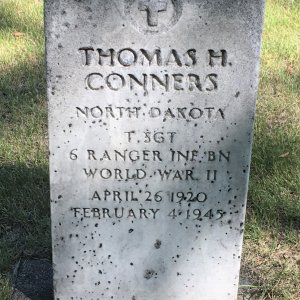 THOMAS H.
CONNERS
NORTH DAKOTA
T SGT
6 RANGER INF BN
WORLD WAR II
APRIL 26 1920
FEBRUARY 4 1945